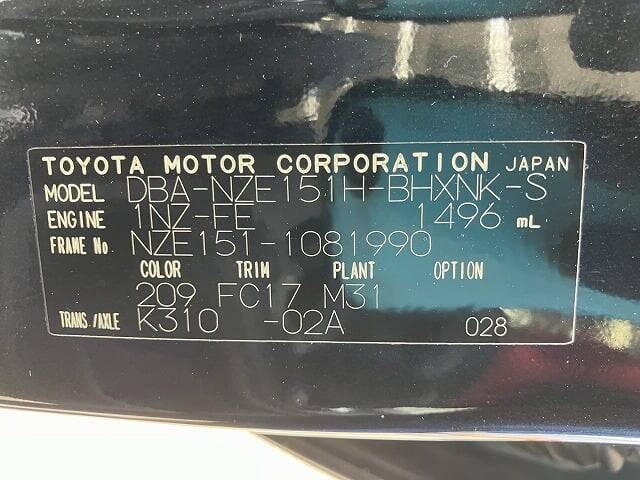 TOYOTA MOTOR CORPORATION JAPAN
MODEL DBA-NZE151H-BHXNK-S
ENGINE 1NZ-FE 1496 mL
FRAME No. NZE151-1081990
COLOR TRIM PLANT OPTION
209 FC17 M31
TRANS./AXLE K310 -02A 028